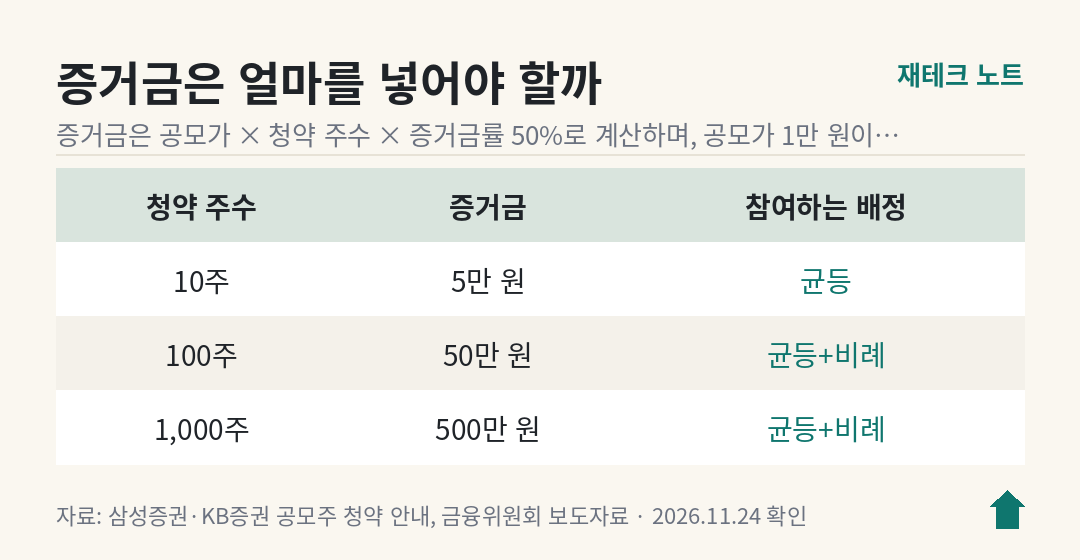 증거금은 얼마를 넣어야 할까
재테크 노트
증거금은 공모가 × 청약 주수 × 증거금률 50%로 계산하며, 공모가 1만 원이…
청약 주수 증거금 참여하는 배정
10주 5만 원 균등
100주 50만 원 균등+비례
1,000주 500만 원 균등+비례
자료: 삼성증권·KB증권 공모주 청약 안내, 금융위원회 보도자료 · 2026.11.24 확인